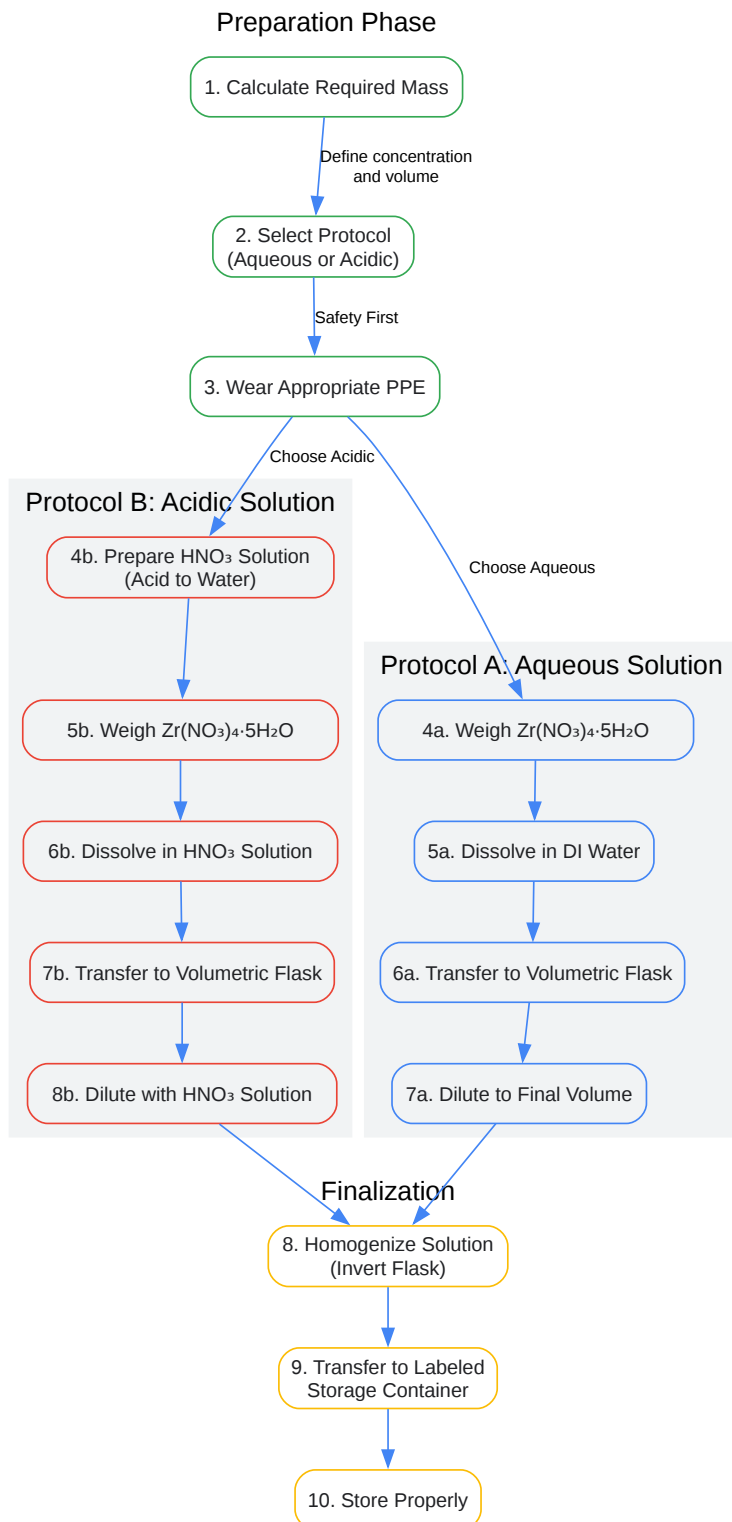 Preparation Phase
1. Calculate Required Mass
Define concentration
and volume
2. Select Protocol
(Aqueous or Acidic)
Safety First
3. Wear Appropriate PPE
Choose Acidic
Choose Aqueous
Protocol B: Acidic Solution
4b. Prepare HNO₃ Solution
(Acid to Water)
5b. Weigh Zr(NO₃)₄·5H₂O
6b. Dissolve in HNO₃ Solution
7b. Transfer to Volumetric Flask
8b. Dilute with HNO₃ Solution
Protocol A: Aqueous Solution
4a. Weigh Zr(NO₃)₄·5H₂O
5a. Dissolve in DI Water
6a. Transfer to Volumetric Flask
7a. Dilute to Final Volume
Finalization
8. Homogenize Solution
(Invert Flask)
9. Transfer to Labeled
Storage Container
10. Store Properly